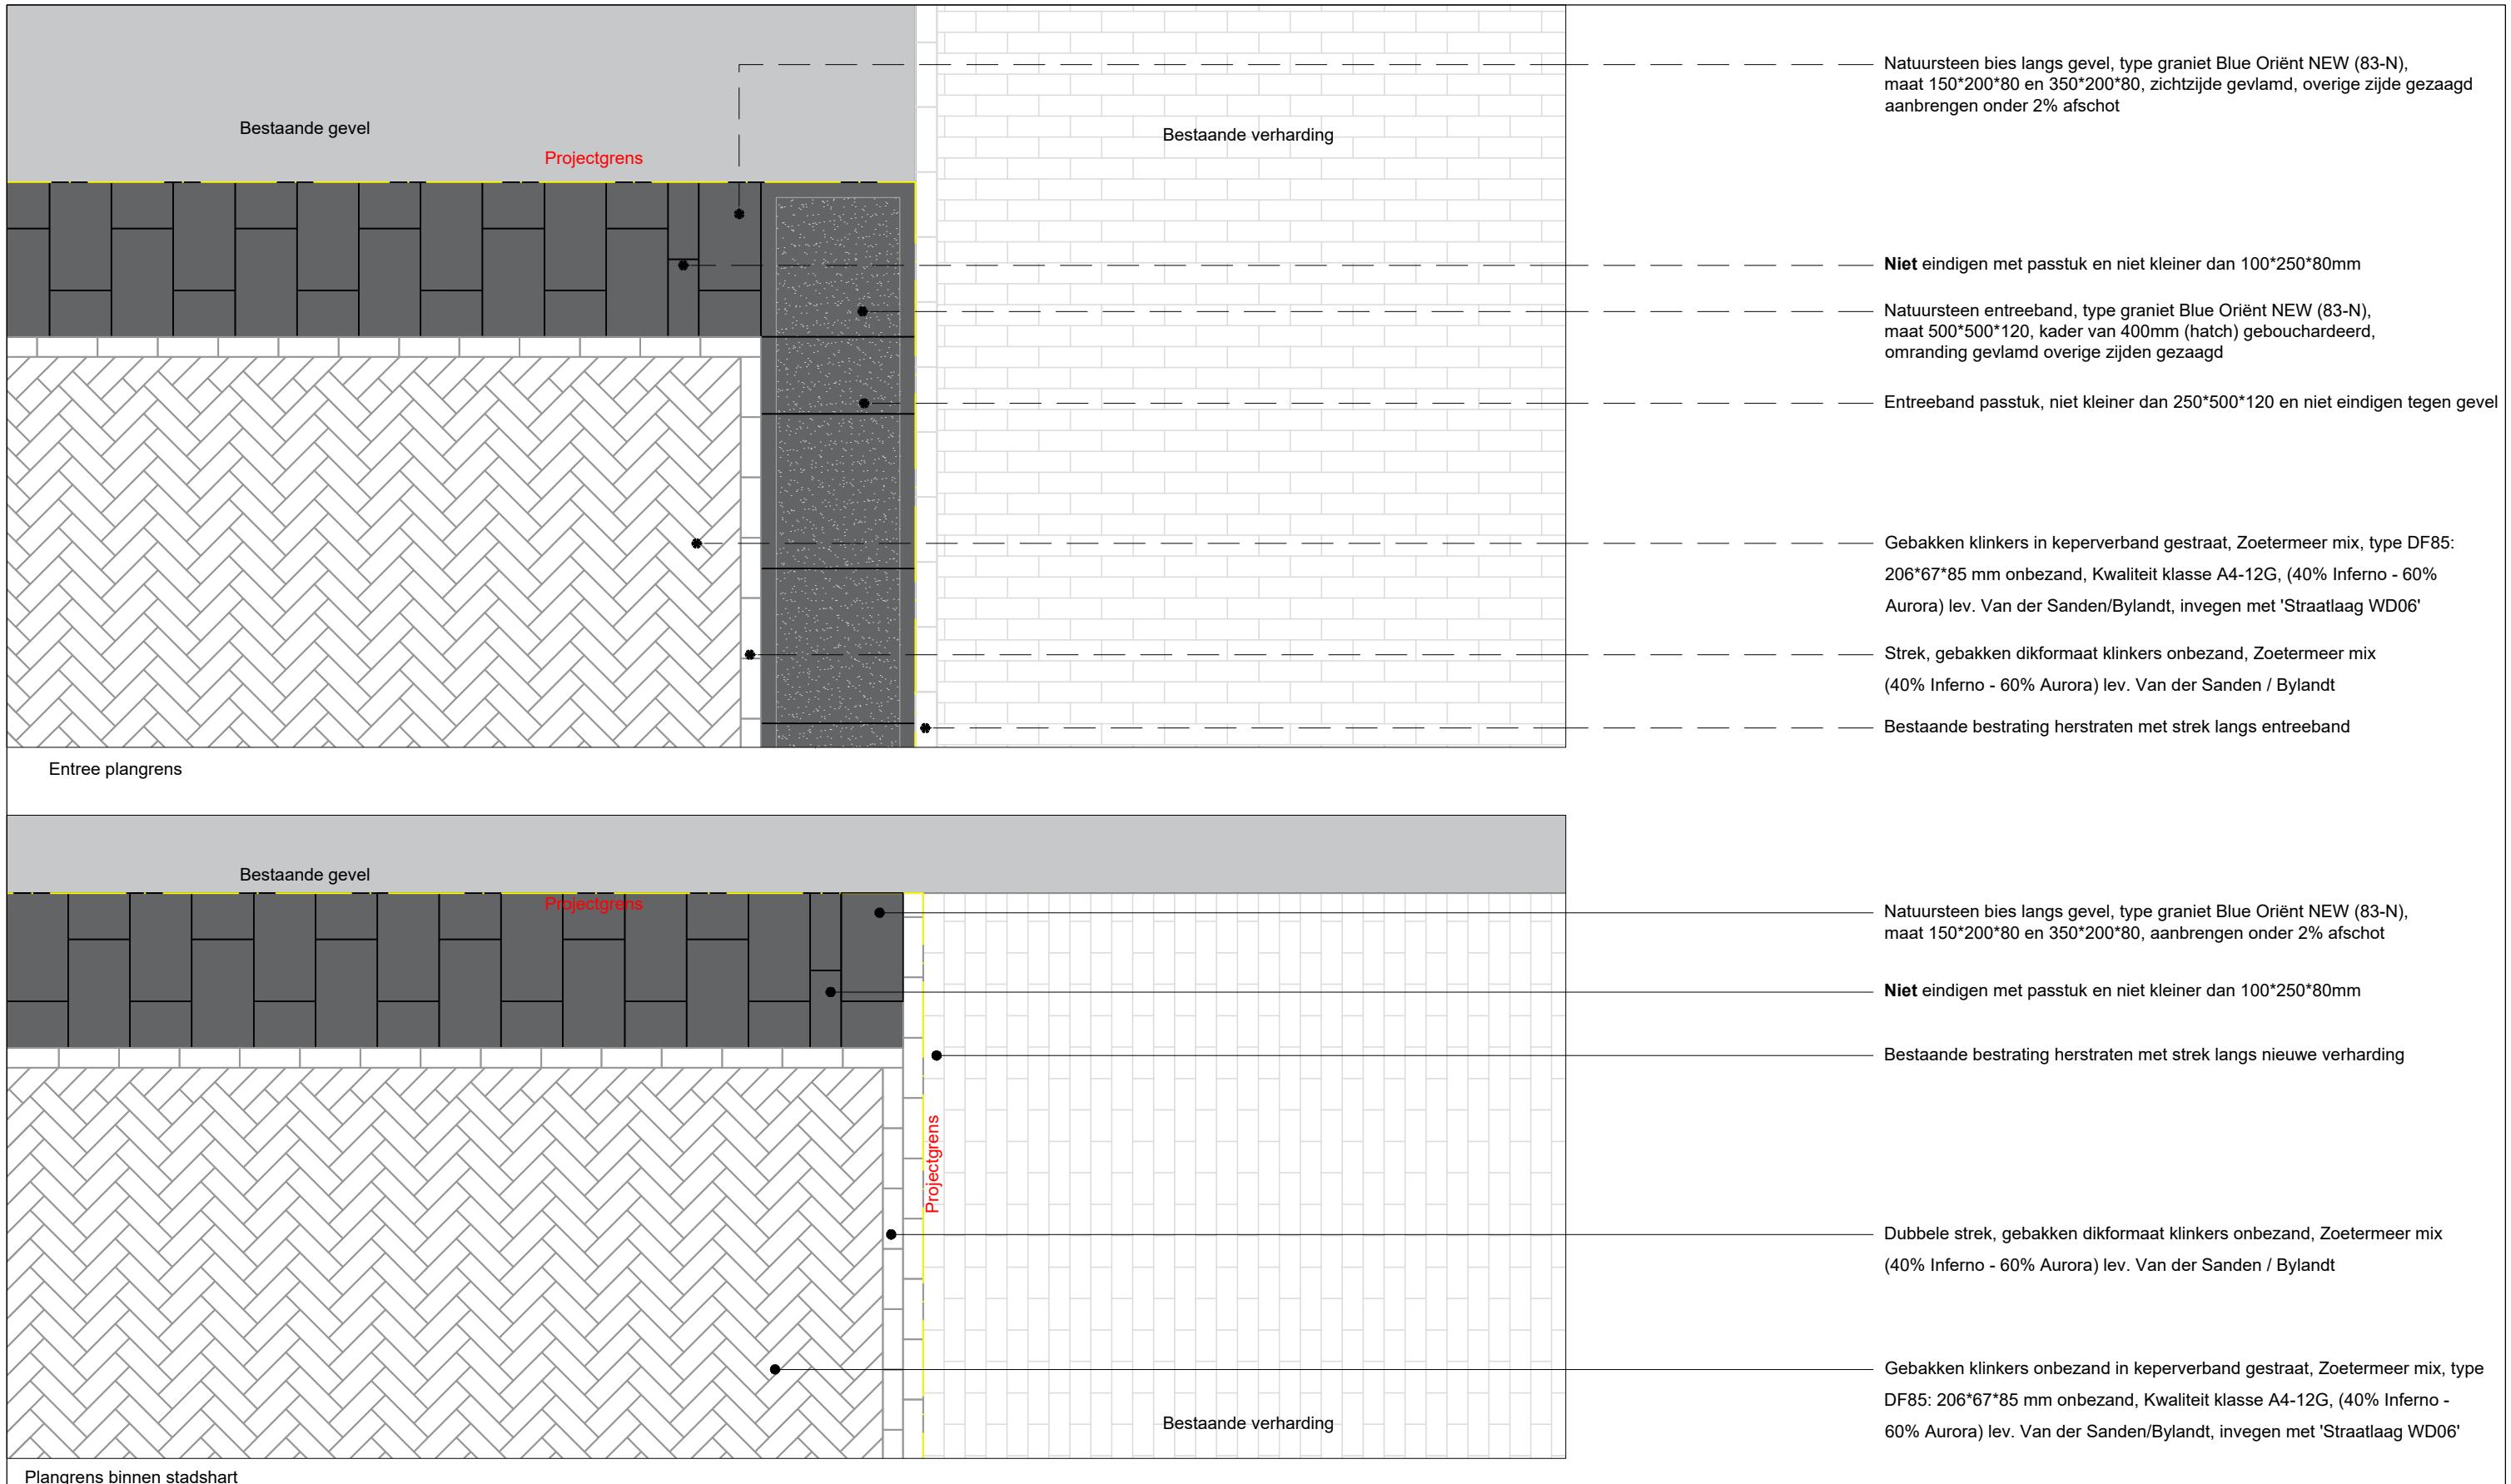 Natuursteen bies langs gevel, type graniet Blue Oriënt NEW (83-N),
maat 150*200*80 en 350*200*80, zichtzijde gevlamd, overige zijde gezaagd
aanbrengen onder 2% afschot
Bestaande gevel
Bestaande verharding
Projectgrens
Niet eindigen met passtuk en niet kleiner dan 100*250*80mm
Natuursteen entreeband, type graniet Blue Oriënt NEW (83-N),
maat 500*500*120, kader van 400mm (hatch) gebouchardeerd,
omranding gevlamd overige zijden gezaagd
Entreeband passtuk, niet kleiner dan 250*500*120 en niet eindigen tegen gevel
Gebakken klinkers in keperverband gestraat, Zoetermeer mix, type DF85:
206*67*85 mm onbezand, Kwaliteit klasse A4-12G, (40% Inferno - 60%
Aurora) lev. Van der Sanden/Bylandt, invegen met 'Straatlaag WD06'
Strek, gebakken dikformaat klinkers onbezand, Zoetermeer mix
(40% Inferno - 60% Aurora) lev. Van der Sanden / Bylandt
Bestaande bestrating herstraten met strek langs entreeband
Entree plangrens
Bestaande gevel
Projectgrens
Natuursteen bies langs gevel, type graniet Blue Oriënt NEW (83-N),
maat 150*200*80 en 350*200*80, aanbrengen onder 2% afschot
Niet eindigen met passtuk en niet kleiner dan 100*250*80mm
Bestaande bestrating herstraten met strek langs nieuwe verharding
Projectgrens
Dubbele strek, gebakken dikformaat klinkers onbezand, Zoetermeer mix
(40% Inferno - 60% Aurora) lev. Van der Sanden / Bylandt
Gebakken klinkers onbezand in keperverband gestraat, Zoetermeer mix, type
DF85: 206*67*85 mm onbezand, Kwaliteit klasse A4-12G, (40% Inferno -
60% Aurora) lev. Van der Sanden/Bylandt, invegen met 'Straatlaag WD06'
Bestaande verharding
Plangrens binnen stadshart